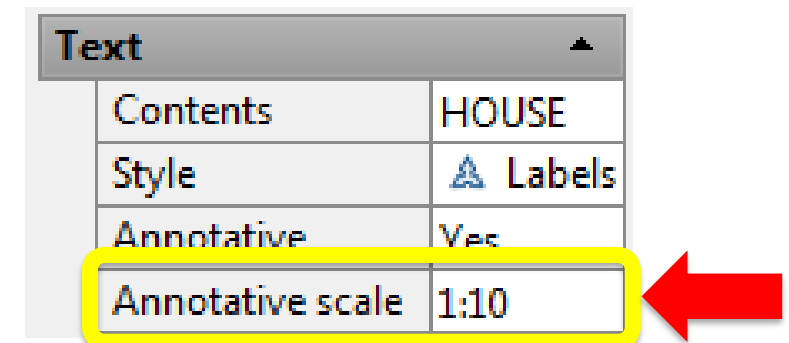 Text
Contents HOUSE
Style Labels
Annotative Yes
Annotative scale 1:10